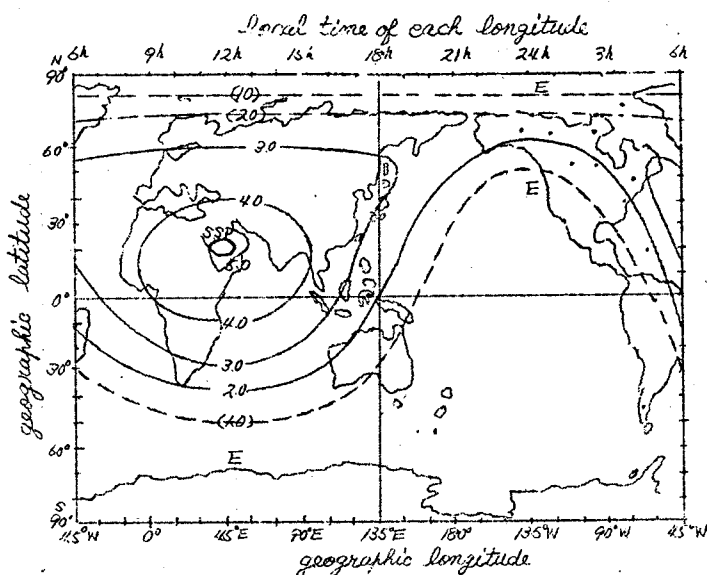 Local time of each longitude
6h 9h 12h 15h 18h 21h 24h 3h 6h
N
90°
E
(1.0)
(2.0)
60°
3.0
4.0
E
30°
SSP
5.0
0°
4.0
3.0
30°
2.0
(1.0)
60°
E
S
90°
45°W 0° 45°E 90°E 135°E 180° 135°W 90°W 45°W
geographic latitude
geographic longitude